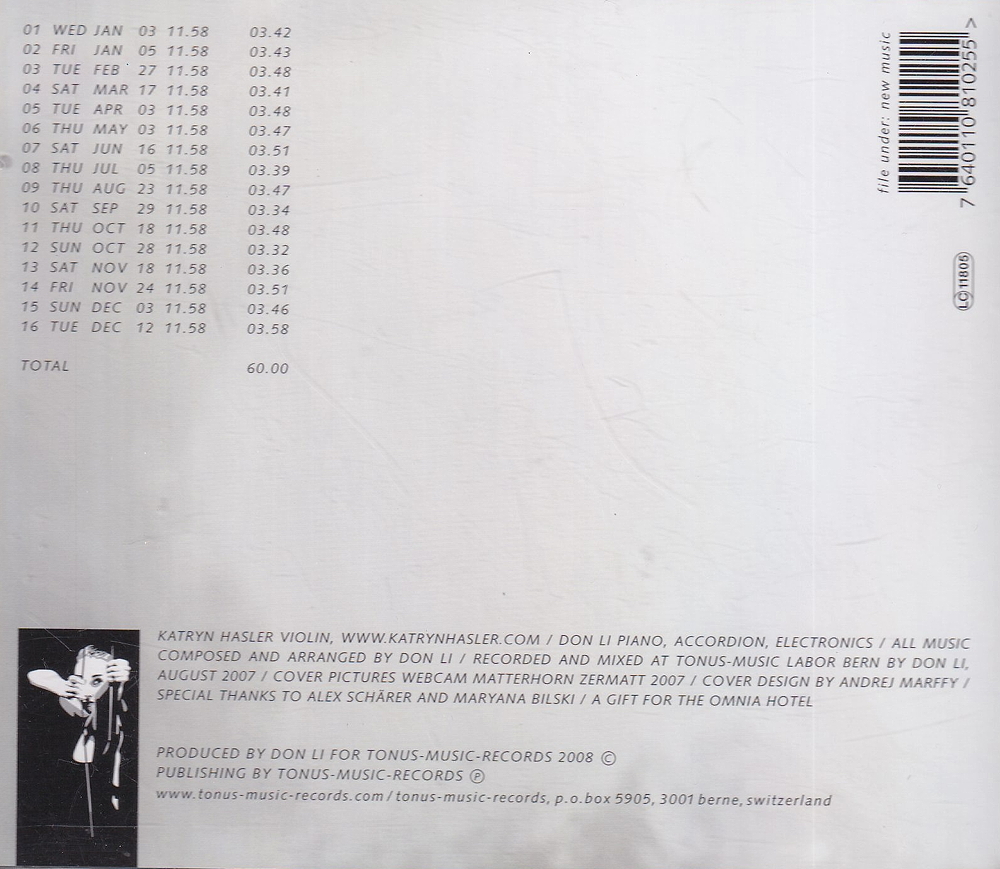 01 WED JAN 03 11.58 03.42
02 FRI JAN 05 11.58 03.43
03 TUE FEB 27 11.58 03.48
04 SAT MAR 17 11.58 03.41
05 TUE APR 03 11.58 03.48
06 THU MAY 03 11.58 03.47
07 SAT JUN 16 11.58 03.51
08 THU JUL 05 11.58 03.39
09 THU AUG 23 11.58 03.47
10 SAT SEP 29 11.58 03.34
11 THU OCT 18 11.58 03.48
12 SUN OCT 28 11.58 03.32
13 SAT NOV 18 11.58 03.36
14 FRI NOV 24 11.58 03.51
15 SUN DEC 03 11.58 03.46
16 TUE DEC 12 11.58 03.58
TOTAL 60.00
file under: new music
7 640110 810255 >
LC 11805
KATRYN HASLER VIOLIN, WWW.KATRYNHASLER.COM / DON LI PIANO, ACCORDION, ELECTRONICS / ALL MUSIC
COMPOSED AND ARRANGED BY DON LI / RECORDED AND MIXED AT TONUS-MUSIC LABOR BERN BY DON LI,
AUGUST 2007 / COVER PICTURES WEBCAM MATTERHORN ZERMATT 2007 / COVER DESIGN BY ANDREJ MARFFY /
SPECIAL THANKS TO ALEX SCHÄRER AND MARYANA BILSKI / A GIFT FOR THE OMNIA HOTEL
PRODUCED BY DON LI FOR TONUS-MUSIC-RECORDS 2008 ©
PUBLISHING BY TONUS-MUSIC-RECORDS ℗
www.tonus-music-records.com / tonus-music-records, p.o.box 5905, 3001 berne, switzerland